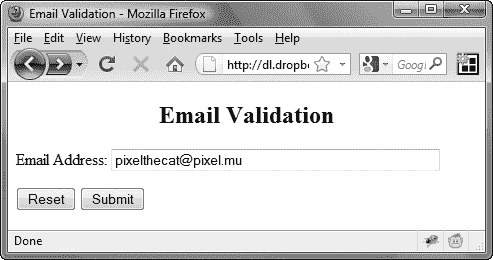 Email Validation - Mozilla Firefox
File Edit View History Bookmarks Tools Help
http://dl.dropb Googl
Email Validation
Email Address: pixelthecat@pixel.mu
Reset Submit
Done